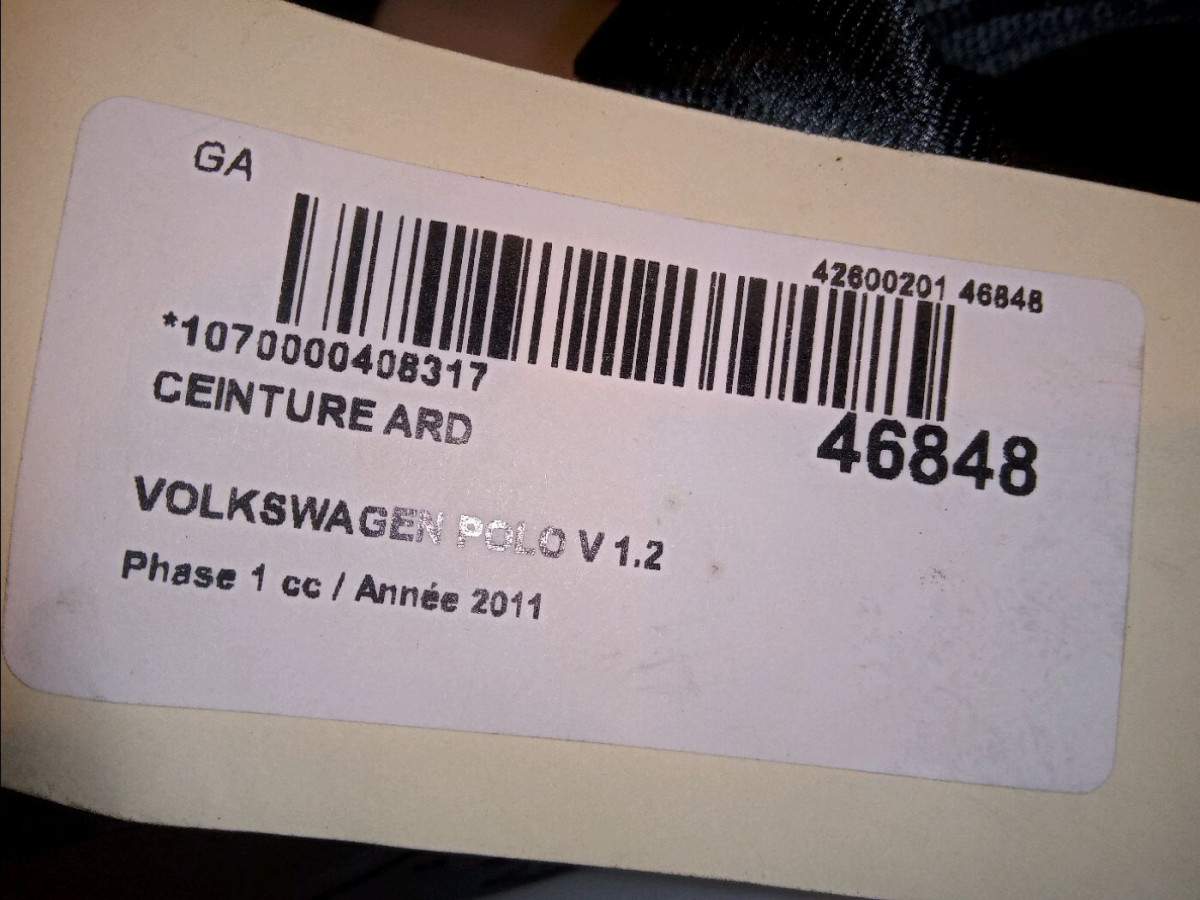 GA
42600201 46848
*1070000408317
CEINTURE ARD
46848
VOLKSWAGEN POLO V 1.2
Phase 1 cc / Année 2011